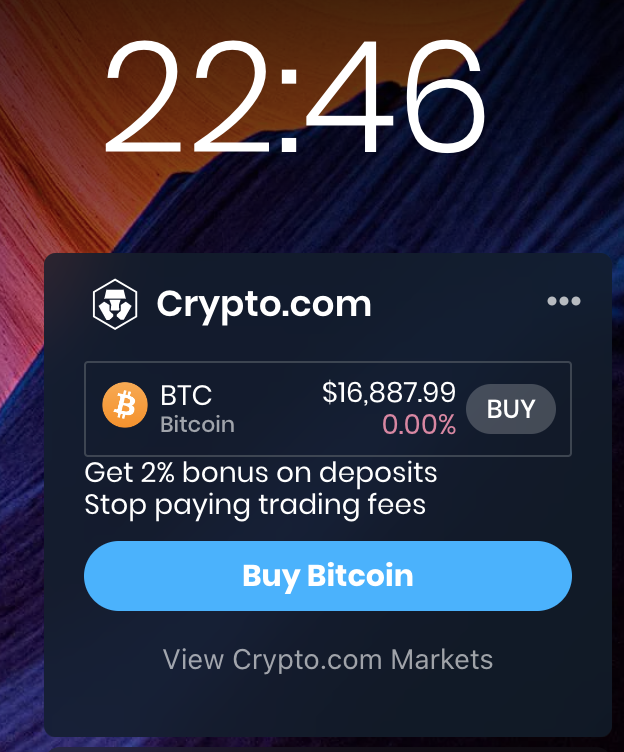 22:46
Crypto.com
BTC
$16,887.99
BUY
Bitcoin
0.00%
Get 2% bonus on deposits
Stop paying trading fees
Buy Bitcoin
View Crypto.com Markets